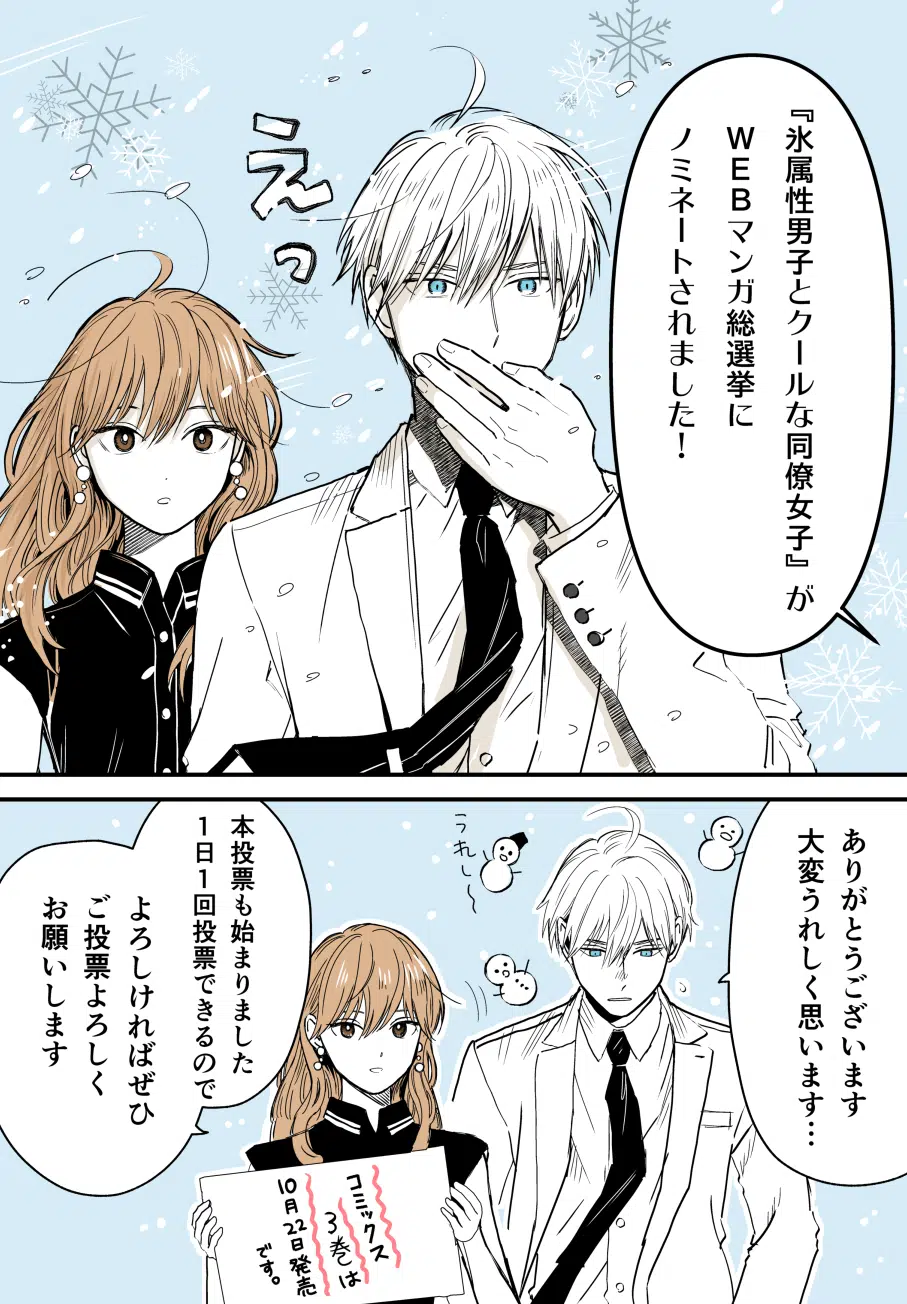 『氷属性男子とクールな同僚女子』が
WEBマンガ総選挙に
ノミネートされました！
えっ
ありがとうございます
大変うれしく思います…
うれし～
本投票も始まりました
1日1回投票できるので
よろしければぜひ
ご投票よろしく
お願いします
コミックス
3巻は
10月22日発売
です。